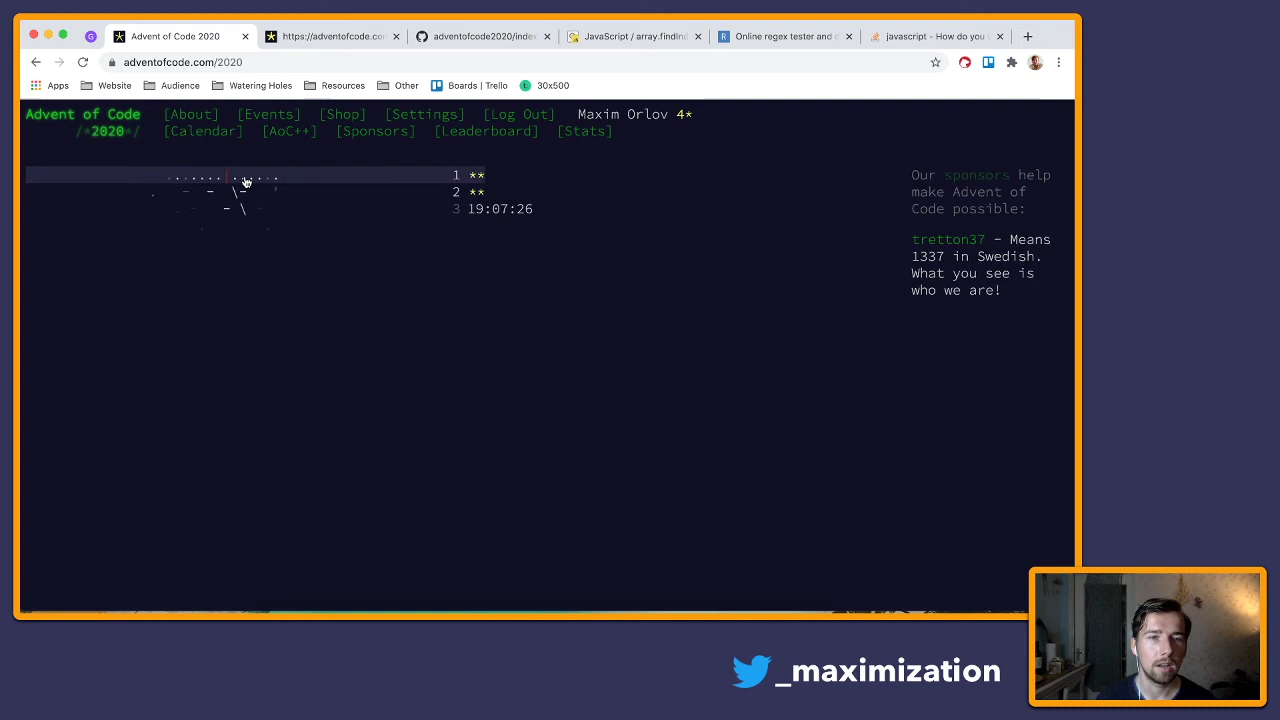 Advent of Code 2020
https://adventofcode.con
adventofcode2020/index
JavaScript / array.findInd
Online regex tester and d
javascript - How do you u
adventofcode.com/2020
Apps Website Audience Watering Holes Resources Other Boards | Trello 30x500
Advent of Code [About] [Events] [Shop] [Settings] [Log Out] Maxim Orlov 4*
/*2020*/ [Calendar] [AoC++] [Sponsors] [Leaderboard] [Stats]
1 **
2 **
3 19:07:26
Our sponsors help
make Advent of
Code possible:
tretton37 - Means
1337 in Swedish.
What you see is
who we are!
_maximization